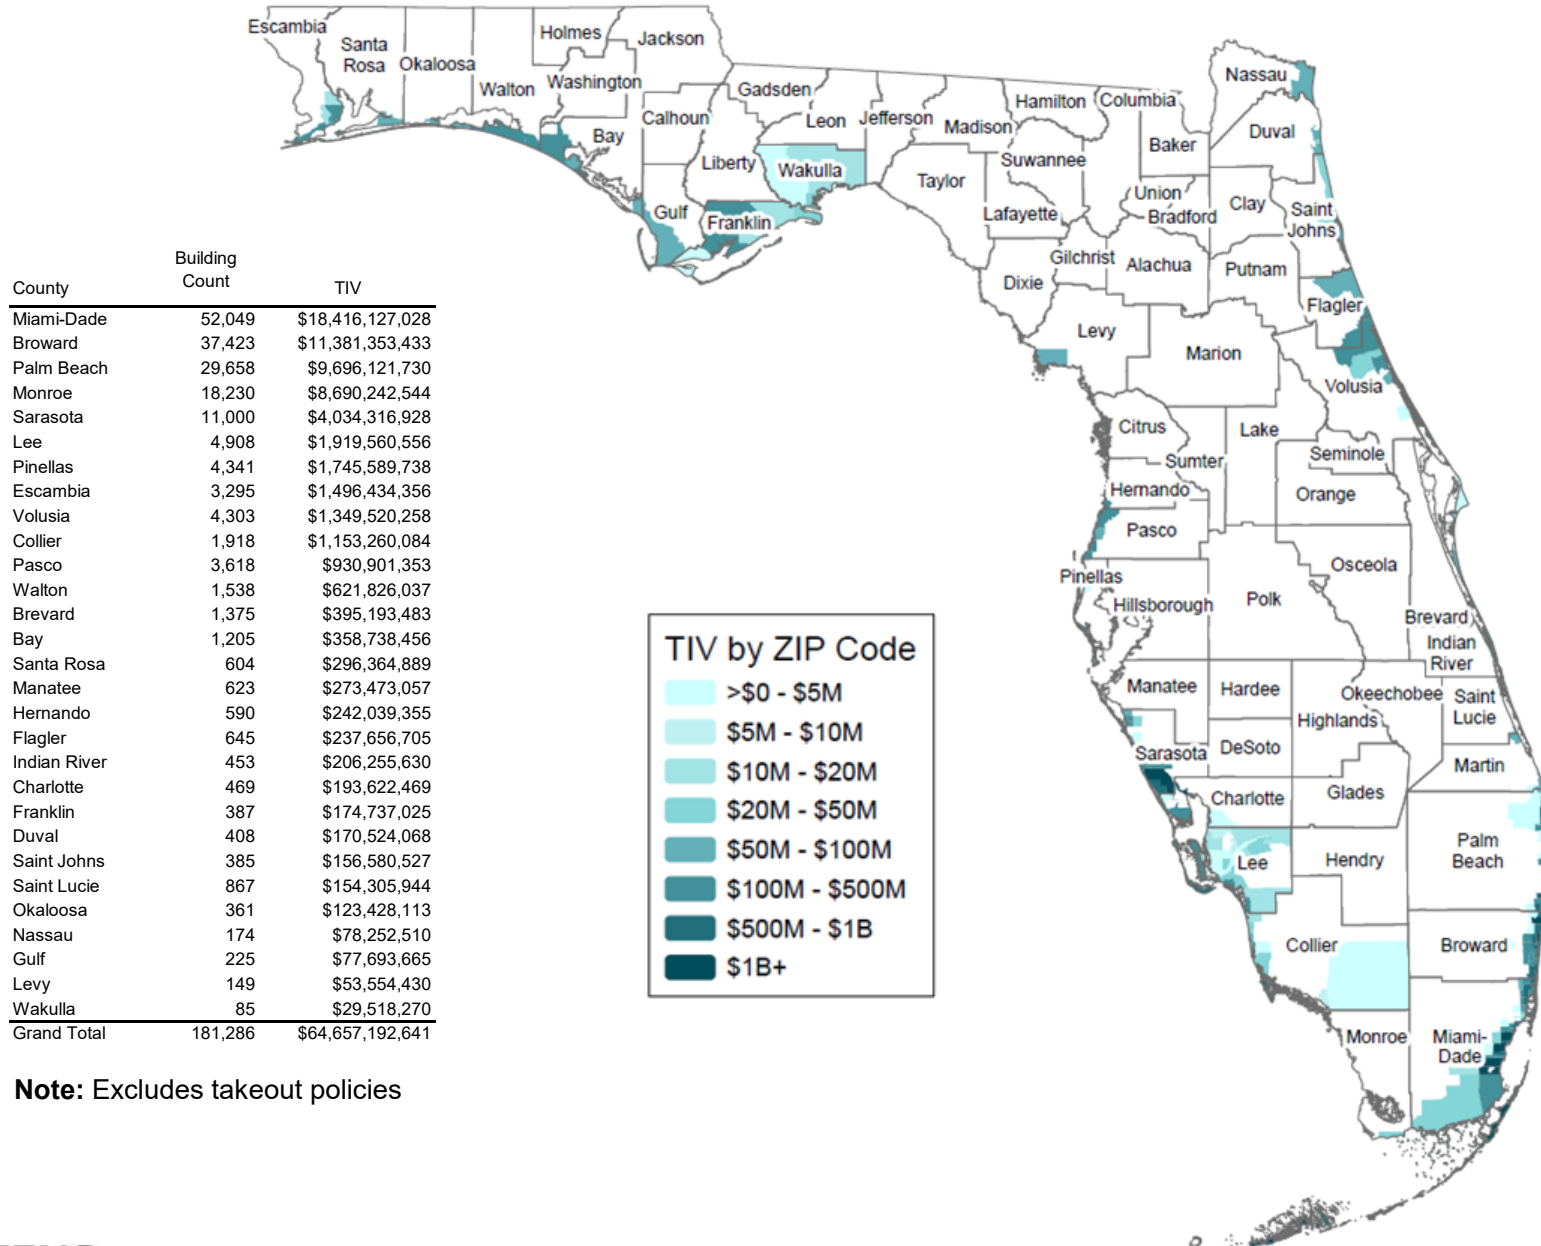 Escambia
Santa
Rosa
Okaloosa
Walton
Holmes
Washington
Jackson
Bay
Calhoun
Gulf
Liberty
Gadsden
Franklin
Leon
Wakulla
Jefferson
Madison
Taylor
Hamilton
Suwannee
Lafayette
Columbia
Baker
Nassau
Duval
Union
Bradford
Clay
Saint
Johns
Gilchrist
Dixie
Alachua
Putnam
Flagler
Levy
Marion
Volusia
Citrus
Lake
Sumter
Seminole
Hernando
Orange
Pasco
Osceola
Pinellas
Hillsborough
Polk
Brevard
Indian
River
Manatee
Hardee
Okeechobee
Saint
Lucie
Highlands
Sarasota
DeSoto
Martin
Charlotte
Glades
Palm
Beach
Lee
Hendry
Collier
Broward
Monroe
Miami-
Dade
Building
County Count TIV
Miami-Dade 52,049 $18,416,127,028
Broward 37,423 $11,381,353,433
Palm Beach 29,658 $9,696,121,730
Monroe 18,230 $8,690,242,544
Sarasota 11,000 $4,034,316,928
Lee 4,908 $1,919,560,556
Pinellas 4,341 $1,745,589,738
Escambia 3,295 $1,496,434,356
Volusia 4,303 $1,349,520,258
Collier 1,918 $1,153,260,084
Pasco 3,618 $930,901,353
Walton 1,538 $621,826,037
Brevard 1,375 $395,193,483
Bay 1,205 $358,738,456
Santa Rosa 604 $296,364,889
Manatee 623 $273,473,057
Hernando 590 $242,039,355
Flagler 645 $237,656,705
Indian River 453 $206,255,630
Charlotte 469 $193,622,469
Franklin 387 $174,737,025
Duval 408 $170,524,068
Saint Johns 385 $156,580,527
Saint Lucie 867 $154,305,944
Okaloosa 361 $123,428,113
Nassau 174 $78,252,510
Gulf 225 $77,693,665
Levy 149 $53,554,430
Wakulla 85 $29,518,270
Grand Total 181,286 $64,657,192,641
Note: Excludes takeout policies
TIV by ZIP Code
>$0 - $5M
$5M - $10M
$10M - $20M
$20M - $50M
$50M - $100M
$100M - $500M
$500M - $1B
$1B+